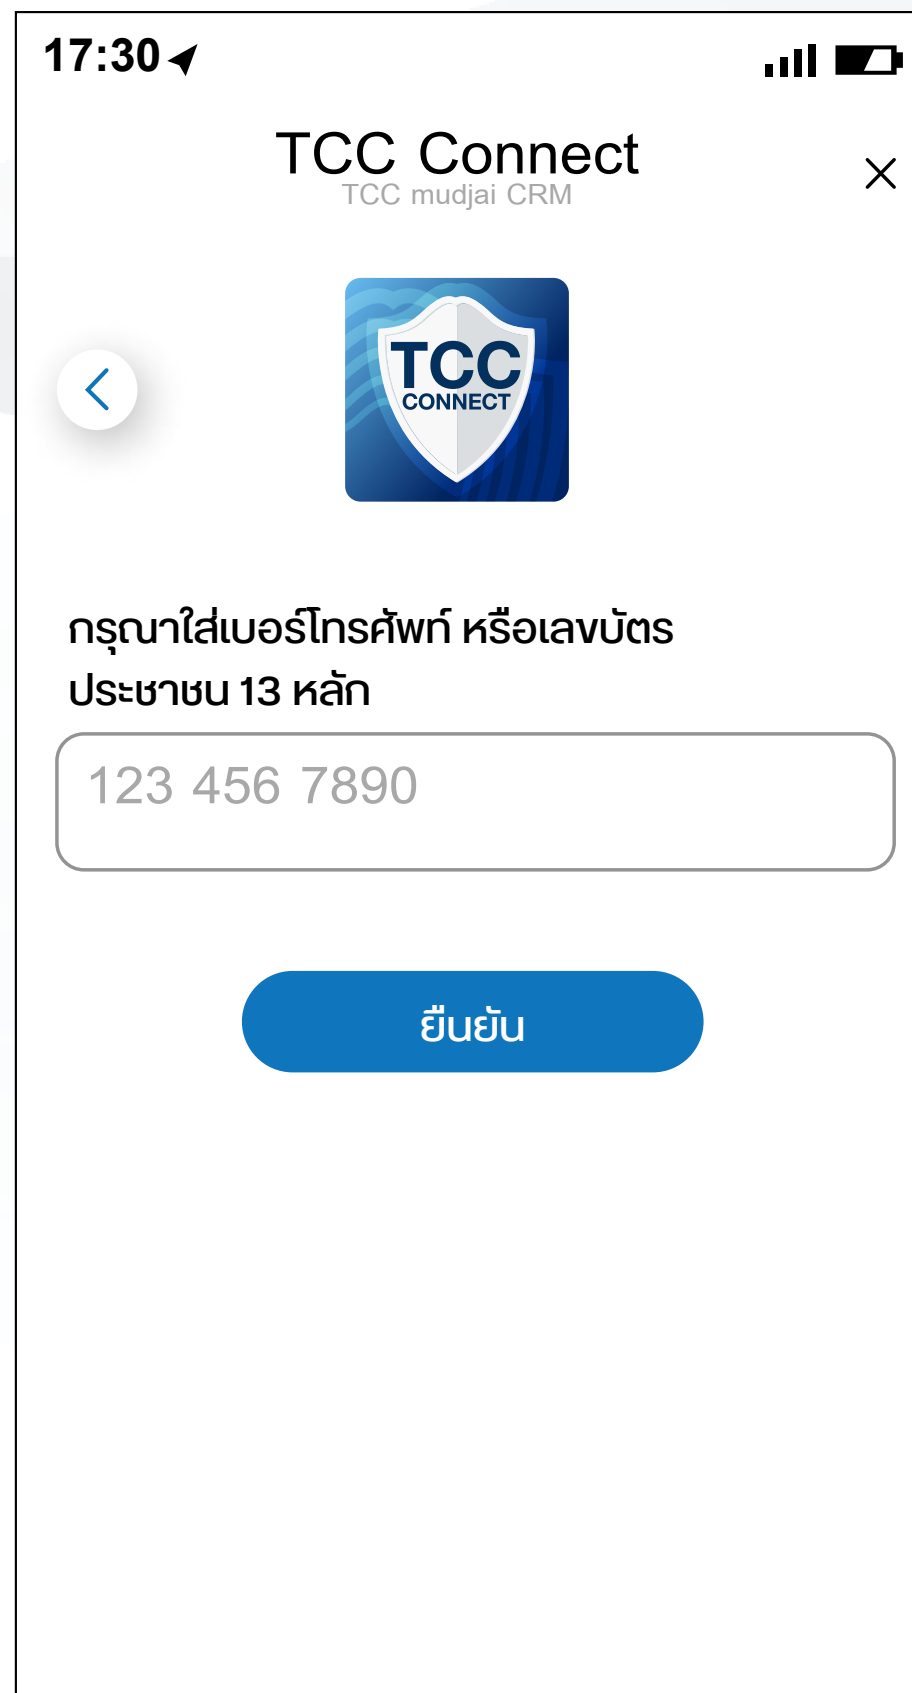 17:30
TCC Connect
TCC mudjai CRM
TCC
CONNECT
กรุณาใส่เบอร์โทรศัพท์ หรือเลขบัตร
ประชาชน 13 หลัก
123 456 7890
ยืนยัน